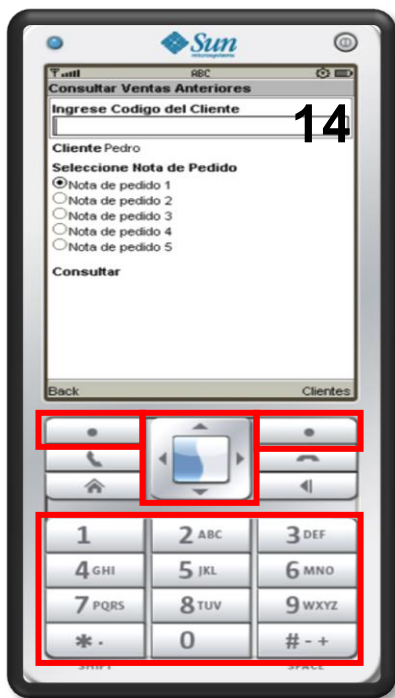 Sun
microsystems
ABC
Consultar Ventas Anteriores
Ingrese Codigo del Cliente
14
Cliente Pedro
Seleccione Nota de Pedido
Nota de pedido 1
Nota de pedido 2
Nota de pedido 3
Nota de pedido 4
Nota de pedido 5
Consultar
Back Clientes
1 2 ABC 3 DEF
4 GHI 5 JKL 6 MNO
7 PQRS 8 TUV 9 WXYZ
* . 0 # - +
SHIFT SPACE